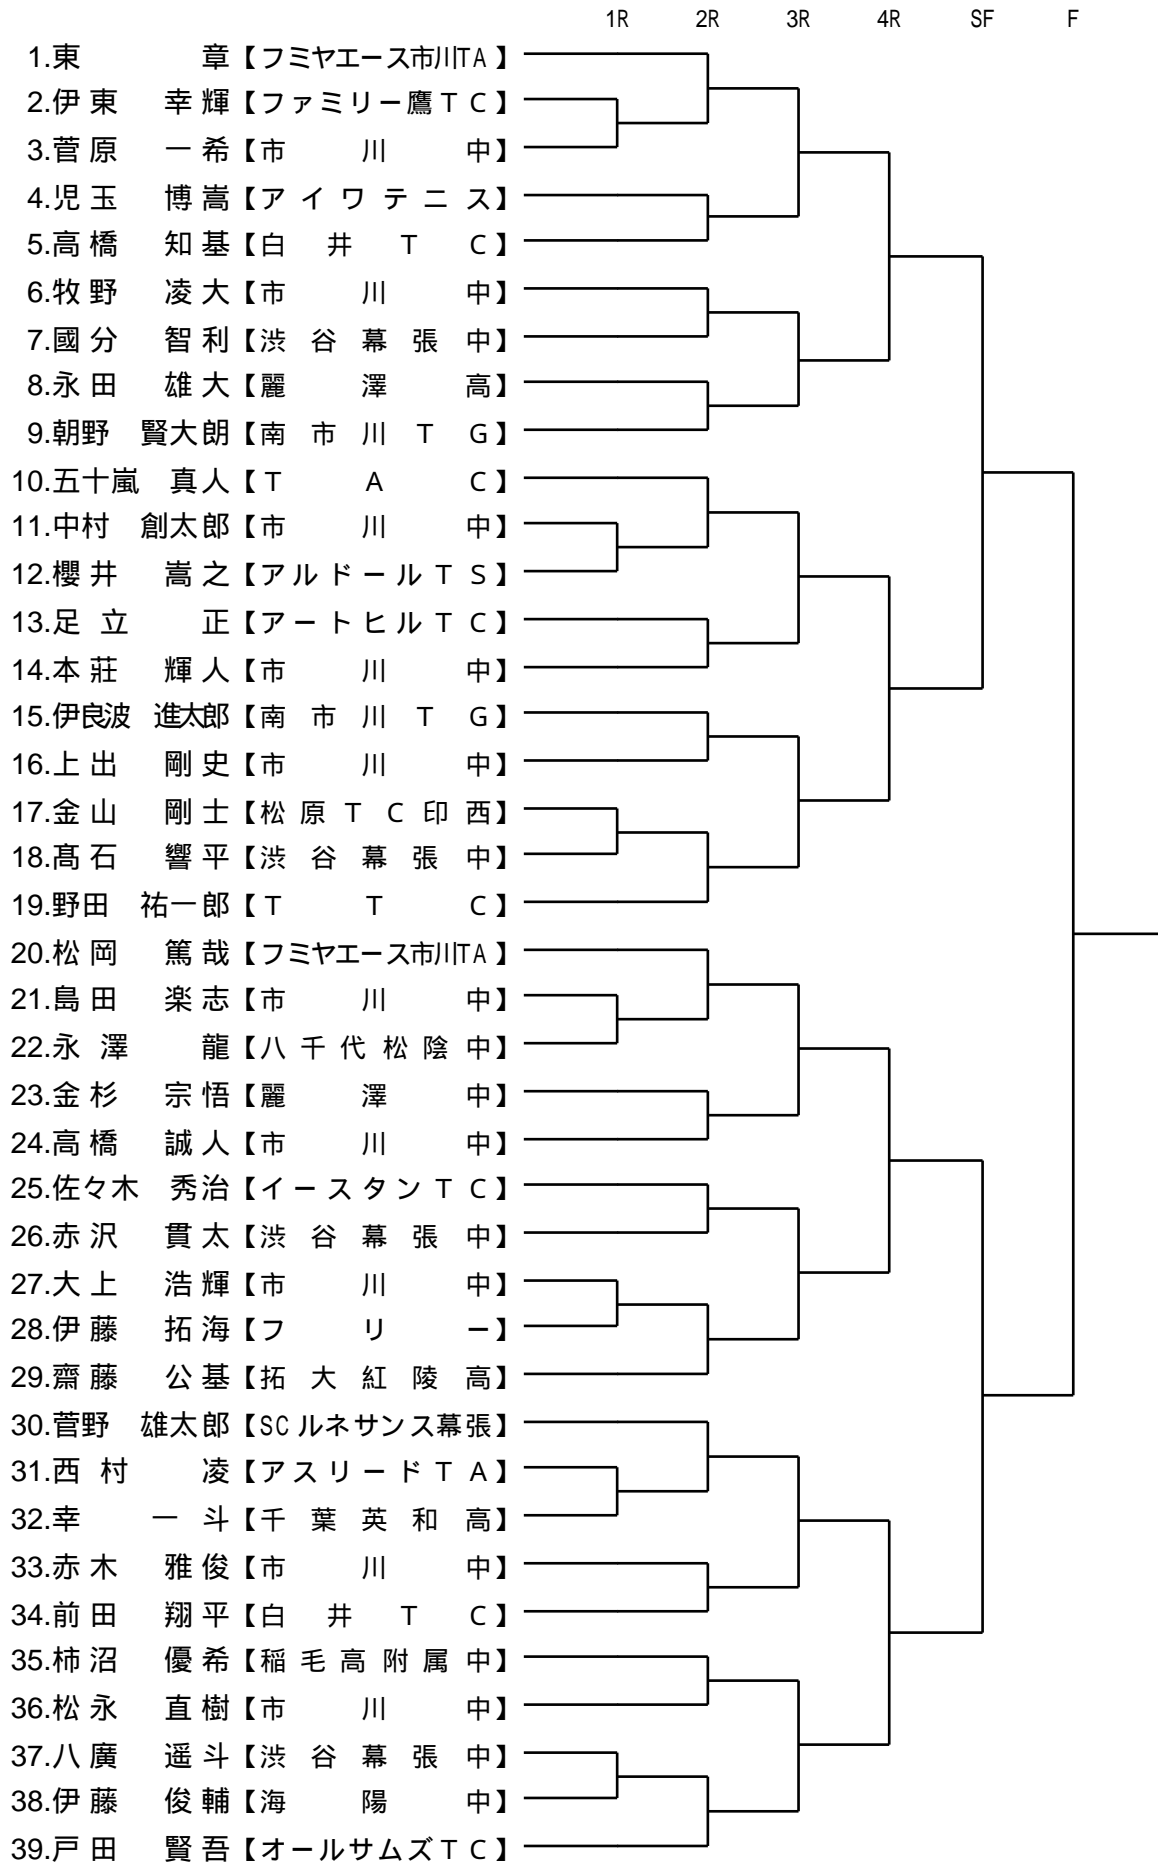 1R 2R 3R 4R SF F
1.東 章【フミヤエース市川TA】
2.伊東 幸輝【ファミリー鷹TC】
3.菅原 一希【市川中】
4.児玉 博嵩【アイワテニス】
5.高橋 知基【白井TC】
6.牧野 凌大【市川中】
7.國分 智利【渋谷幕張中】
8.永田 雄大【麗澤高】
9.朝野 賢大朗【南市川TG】
10.五十嵐 真人【TAC】
11.中村 創太郎【市川中】
12.櫻井 嵩之【アルドールTS】
13.足立 正【アートヒルTC】
14.本莊 輝人【市川中】
15.伊良波 進太郎【南市川TG】
16.上出 剛史【市川中】
17.金山 剛士【松原TC印西】
18.髙石 響平【渋谷幕張中】
19.野田 祐一郎【TTC】
20.松岡 篤哉【フミヤエース市川TA】
21.島田 楽志【市川中】
22.永澤 龍【八千代松陰中】
23.金杉 宗悟【麗澤中】
24.高橋 誠人【市川中】
25.佐々木 秀治【イースタンTC】
26.赤沢 貫太【渋谷幕張中】
27.大上 浩輝【市川中】
28.伊藤 拓海【フリー】
29.齋藤 公基【拓大紅陵高】
30.菅野 雄太郎【SCルネサンス幕張】
31.西村 凌【アスリードTA】
32.幸 一斗【千葉英和高】
33.赤木 雅俊【市川中】
34.前田 翔平【白井TC】
35.柿沼 優希【稲毛高附属中】
36.松永 直樹【市川中】
37.八廣 遥斗【渋谷幕張中】
38.伊藤 俊輔【海陽中】
39.戸田 賢吾【オールサムズTC】